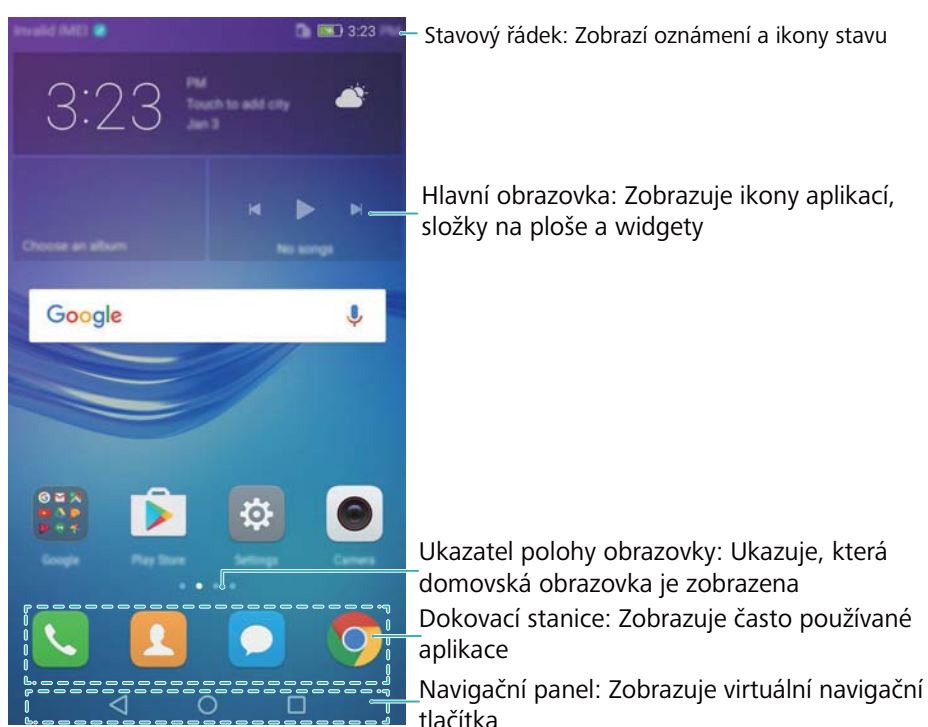 Invalid IMEI
3:23 PM
Stavový řádek: Zobrazí oznámení a ikony stavu
3:23
PM
Touch to add city
Jan 3
Hlavní obrazovka: Zobrazuje ikony aplikací,
složky na ploše a widgety
Choose an album
No songs
Google
Google
Play Store
Settings
Camera
Ukazatel polohy obrazovky: Ukazuje, která
domovská obrazovka je zobrazena
Dokovací stanice: Zobrazuje často používané
aplikace
Navigační panel: Zobrazuje virtuální navigační
tlačítka